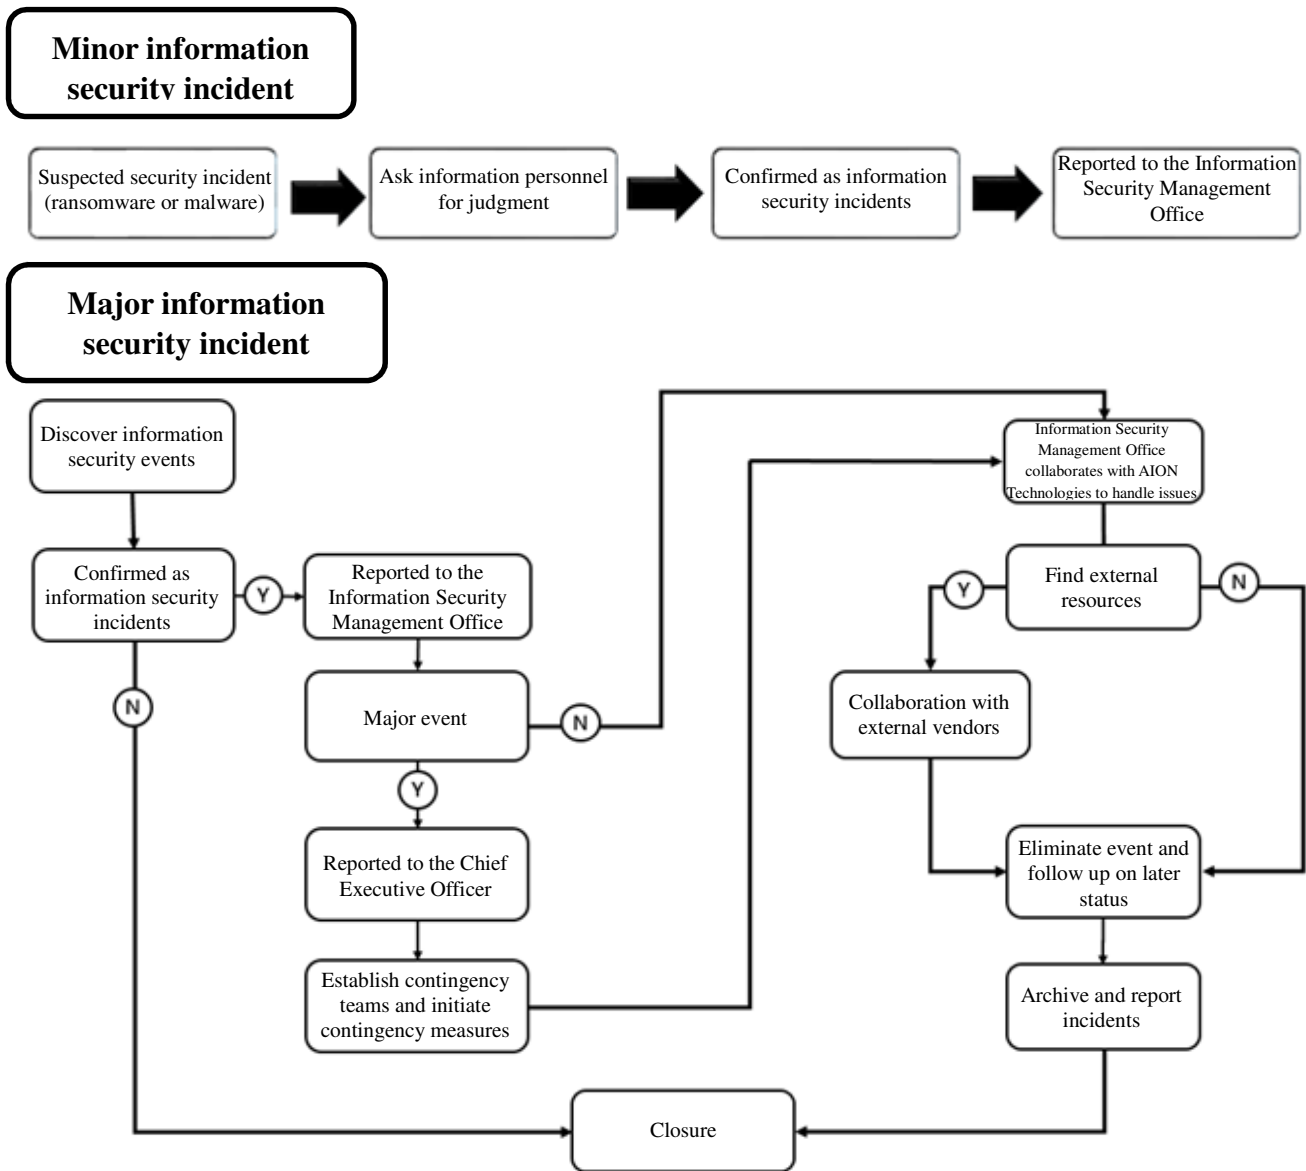 Minor information
security incident
Suspected security incident
(ransomware or malware)
Ask information personnel
for judgment
Confirmed as information
security incidents
Reported to the Information
Security Management
Office
Major information
security incident
Discover information
security events
Confirmed as
information security
incidents
Y
N
Reported to the
Information Security
Management Office
Major event
N
Y
Reported to the Chief
Executive Officer
Establish contingency
teams and initiate
contingency measures
Information Security
Management Office
collaborates with AION
Technologies to handle issues
Find external
resources
Y
N
Collaboration with
external vendors
Eliminate event and
follow up on later
status
Archive and report
incidents
Closure